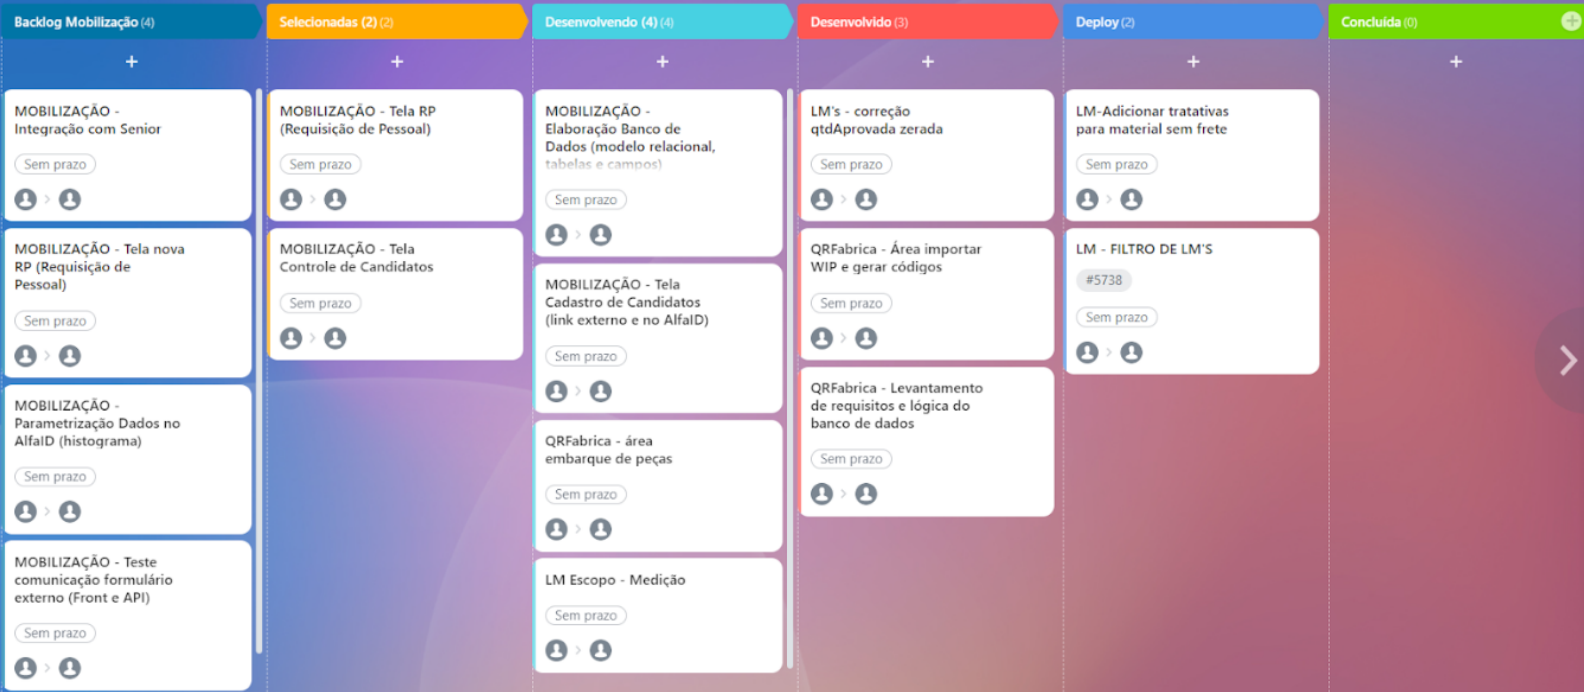 Backlog Mobilização (4)
MOBILIZAÇÃO -
Integração com Senior
Sem prazo
MOBILIZAÇÃO - Tela nova
RP (Requisição de
Pessoal)
Sem prazo
MOBILIZAÇÃO -
Parametrização Dados no
AlfaID (histograma)
Sem prazo
MOBILIZAÇÃO - Teste
comunicação formulário
externo (Front e API)
Sem prazo
Selecionadas (2) (2)
MOBILIZAÇÃO - Tela RP
(Requisição de Pessoal)
Sem prazo
MOBILIZAÇÃO - Tela
Controle de Candidatos
Sem prazo
Desenvolvendo (4) (4)
MOBILIZAÇÃO -
Elaboração Banco de
Dados (modelo relacional,
tabelas e campos)
Sem prazo
MOBILIZAÇÃO - Tela
Cadastro de Candidatos
(link externo e no AlfaID)
Sem prazo
QRFabrica - área
embarque de peças
Sem prazo
LM Escopo - Medição
Sem prazo
Desenvolvido (3)
LM's - correção
qtdAprovada zerada
Sem prazo
QRFabrica - Área importar
WIP e gerar códigos
Sem prazo
QRFabrica - Levantamento
de requisitos e lógica do
banco de dados
Sem prazo
Deploy (2)
LM-Adicionar tratativas
para material sem frete
Sem prazo
LM - FILTRO DE LM'S
#5738
Sem prazo
Concluída (0)